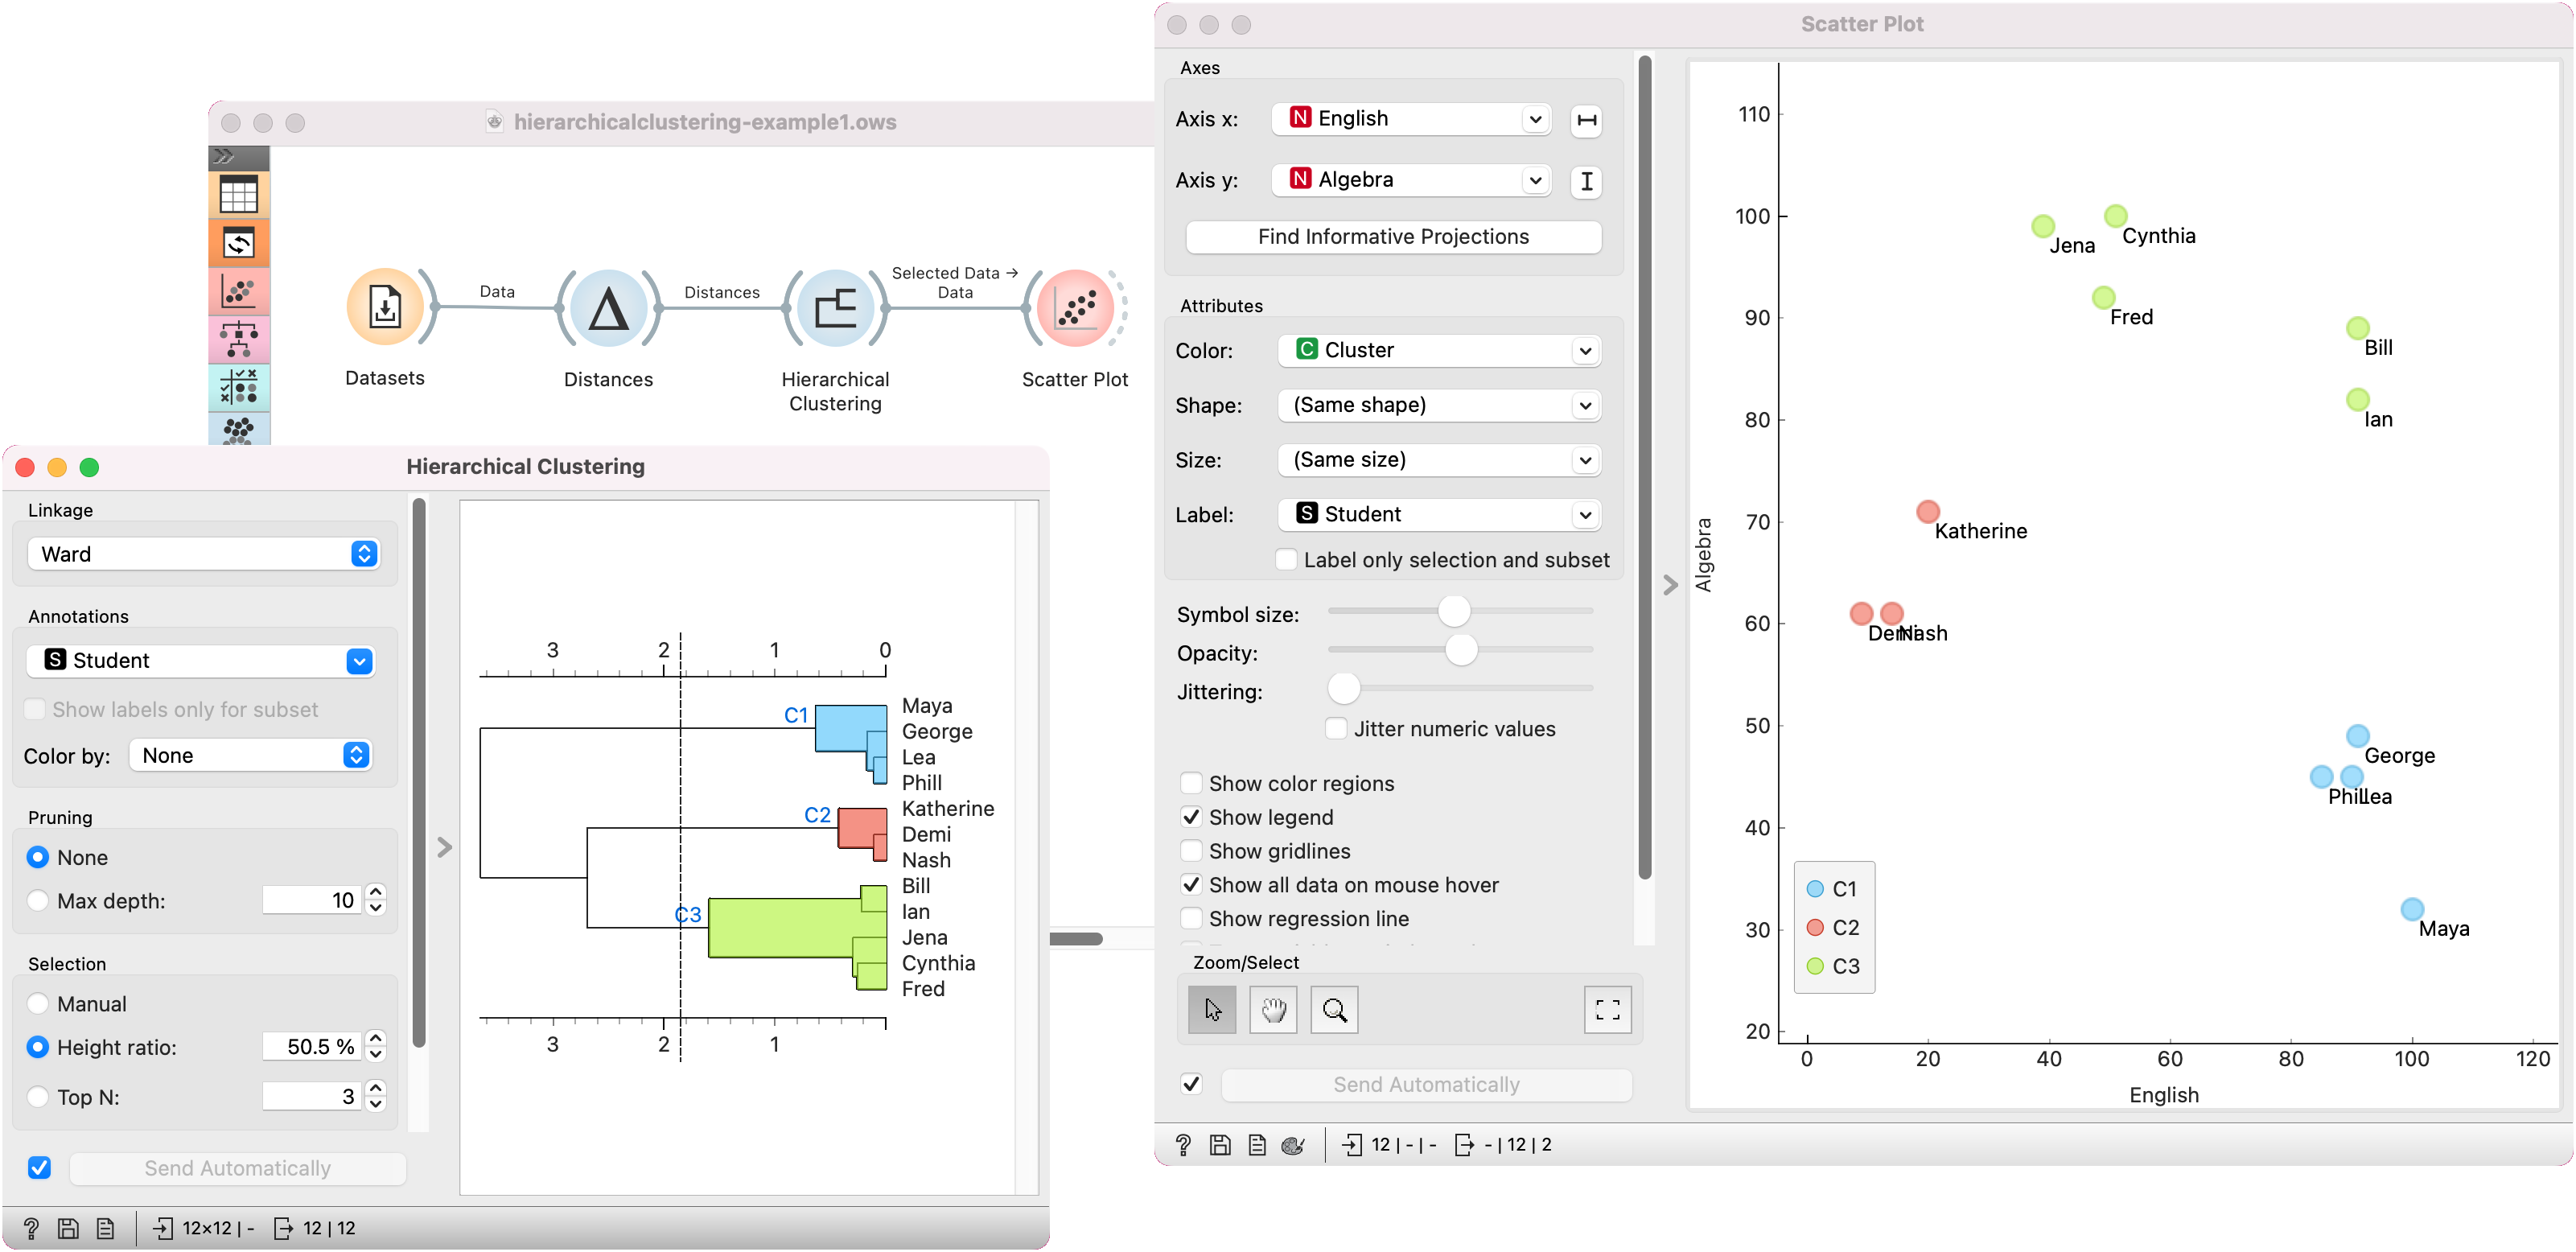 hierarchicalclustering-example1.ows
Data
Distances
Selected Data →
Data
Datasets
Distances
Hierarchical
Clustering
Scatter Plot
Hierarchical Clustering
Linkage
Ward
Annotations
S Student
Show labels only for subset
Color by: None
Pruning
None
Max depth: 10
Selection
Manual
Height ratio: 50.5 %
Top N: 3
Send Automatically
12×12 | - 12 | 12
3 2 1 0
C1
Maya
George
Lea
Phill
C2
Katherine
Demi
Nash
C3
Bill
Ian
Jena
Cynthia
Fred
3 2 1
Scatter Plot
Axes
Axis x: N English
Axis y: N Algebra
Find Informative Projections
Attributes
Color: C Cluster
Shape: (Same shape)
Size: (Same size)
Label: S Student
Label only selection and subset
Symbol size:
Opacity:
Jittering:
Jitter numeric values
Show color regions
Show legend
Show gridlines
Show all data on mouse hover
Show regression line
Zoom/Select
Send Automatically
? 12 | - | - - | 12 | 2
Algebra
110
100
90
80
70
60
50
40
30
20
Jena
Cynthia
Fred
Bill
Ian
Katherine
Demi
Nash
George
Phill
Lea
Maya
C1
C2
C3
0 20 40 60 80 100 120
English